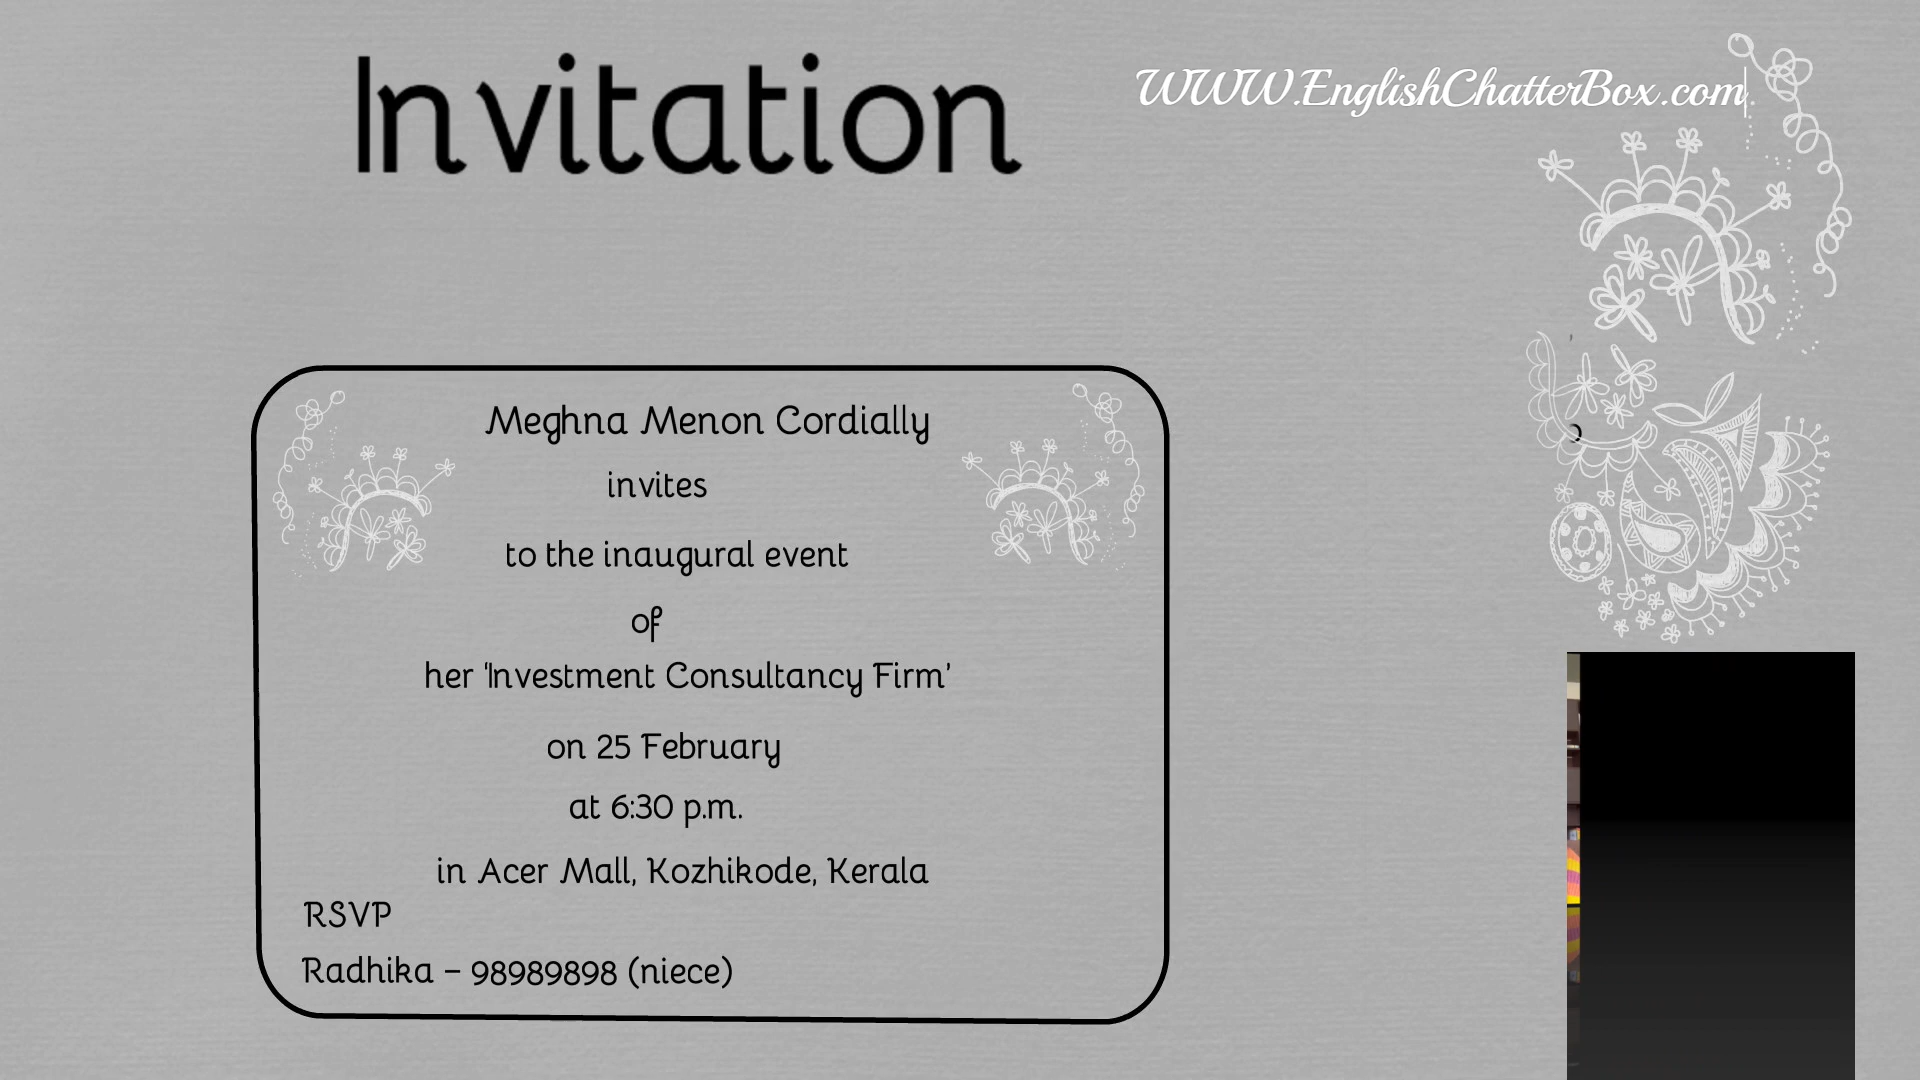 Invitation
WWW.EnglishChatterBox.com
Meghna Menon Cordially
invites
to the inaugural event
of
her 'Investment Consultancy Firm'
on 25 February
at 6:30 p.m.
in Acer Mall, Kozhikode, Kerala
RSVP
Radhika – 98989898 (niece)